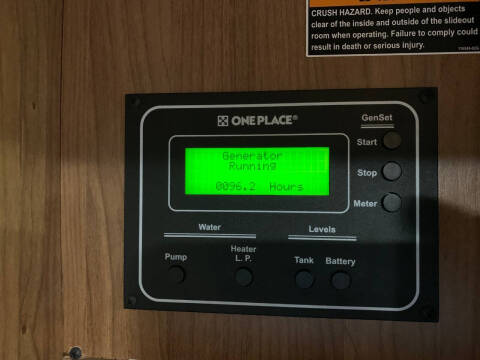 CRUSH HAZARD. Keep people and objects
clear of the inside and outside of the slideout
room when operating. Failure to comply could
result in death or serious injury.
ONE PLACE®
GenSet
Start
Stop
Meter
Generator
Running
0096.2 Hours
Water
Levels
Pump
Heater
L. P.
Tank
Battery